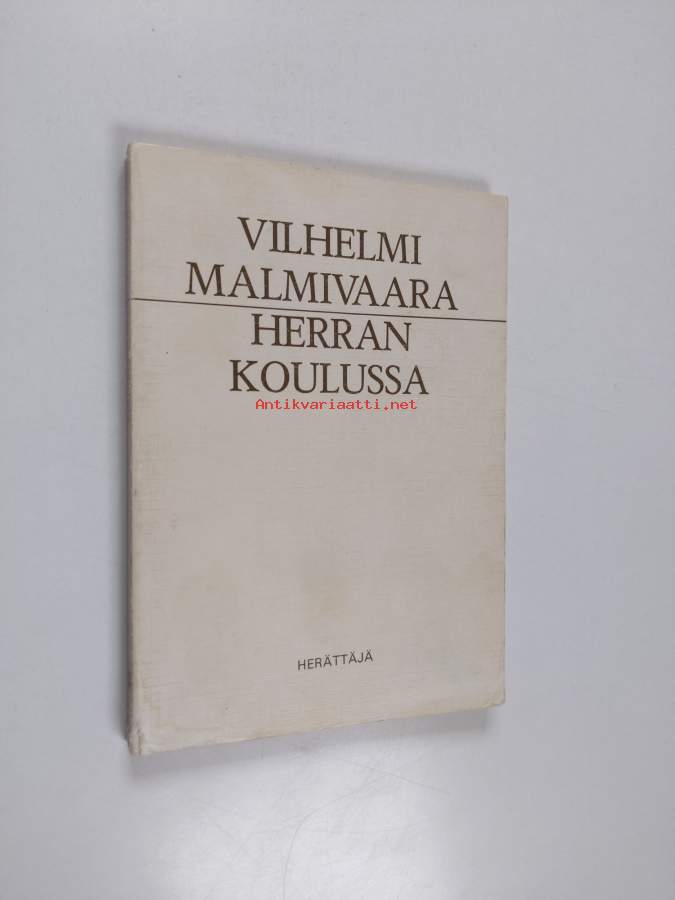 VILHELMI
MALMIVAARA
HERRAN
KOULUSSA
Antikvariaatti.net
HERÄTTÄJÄ